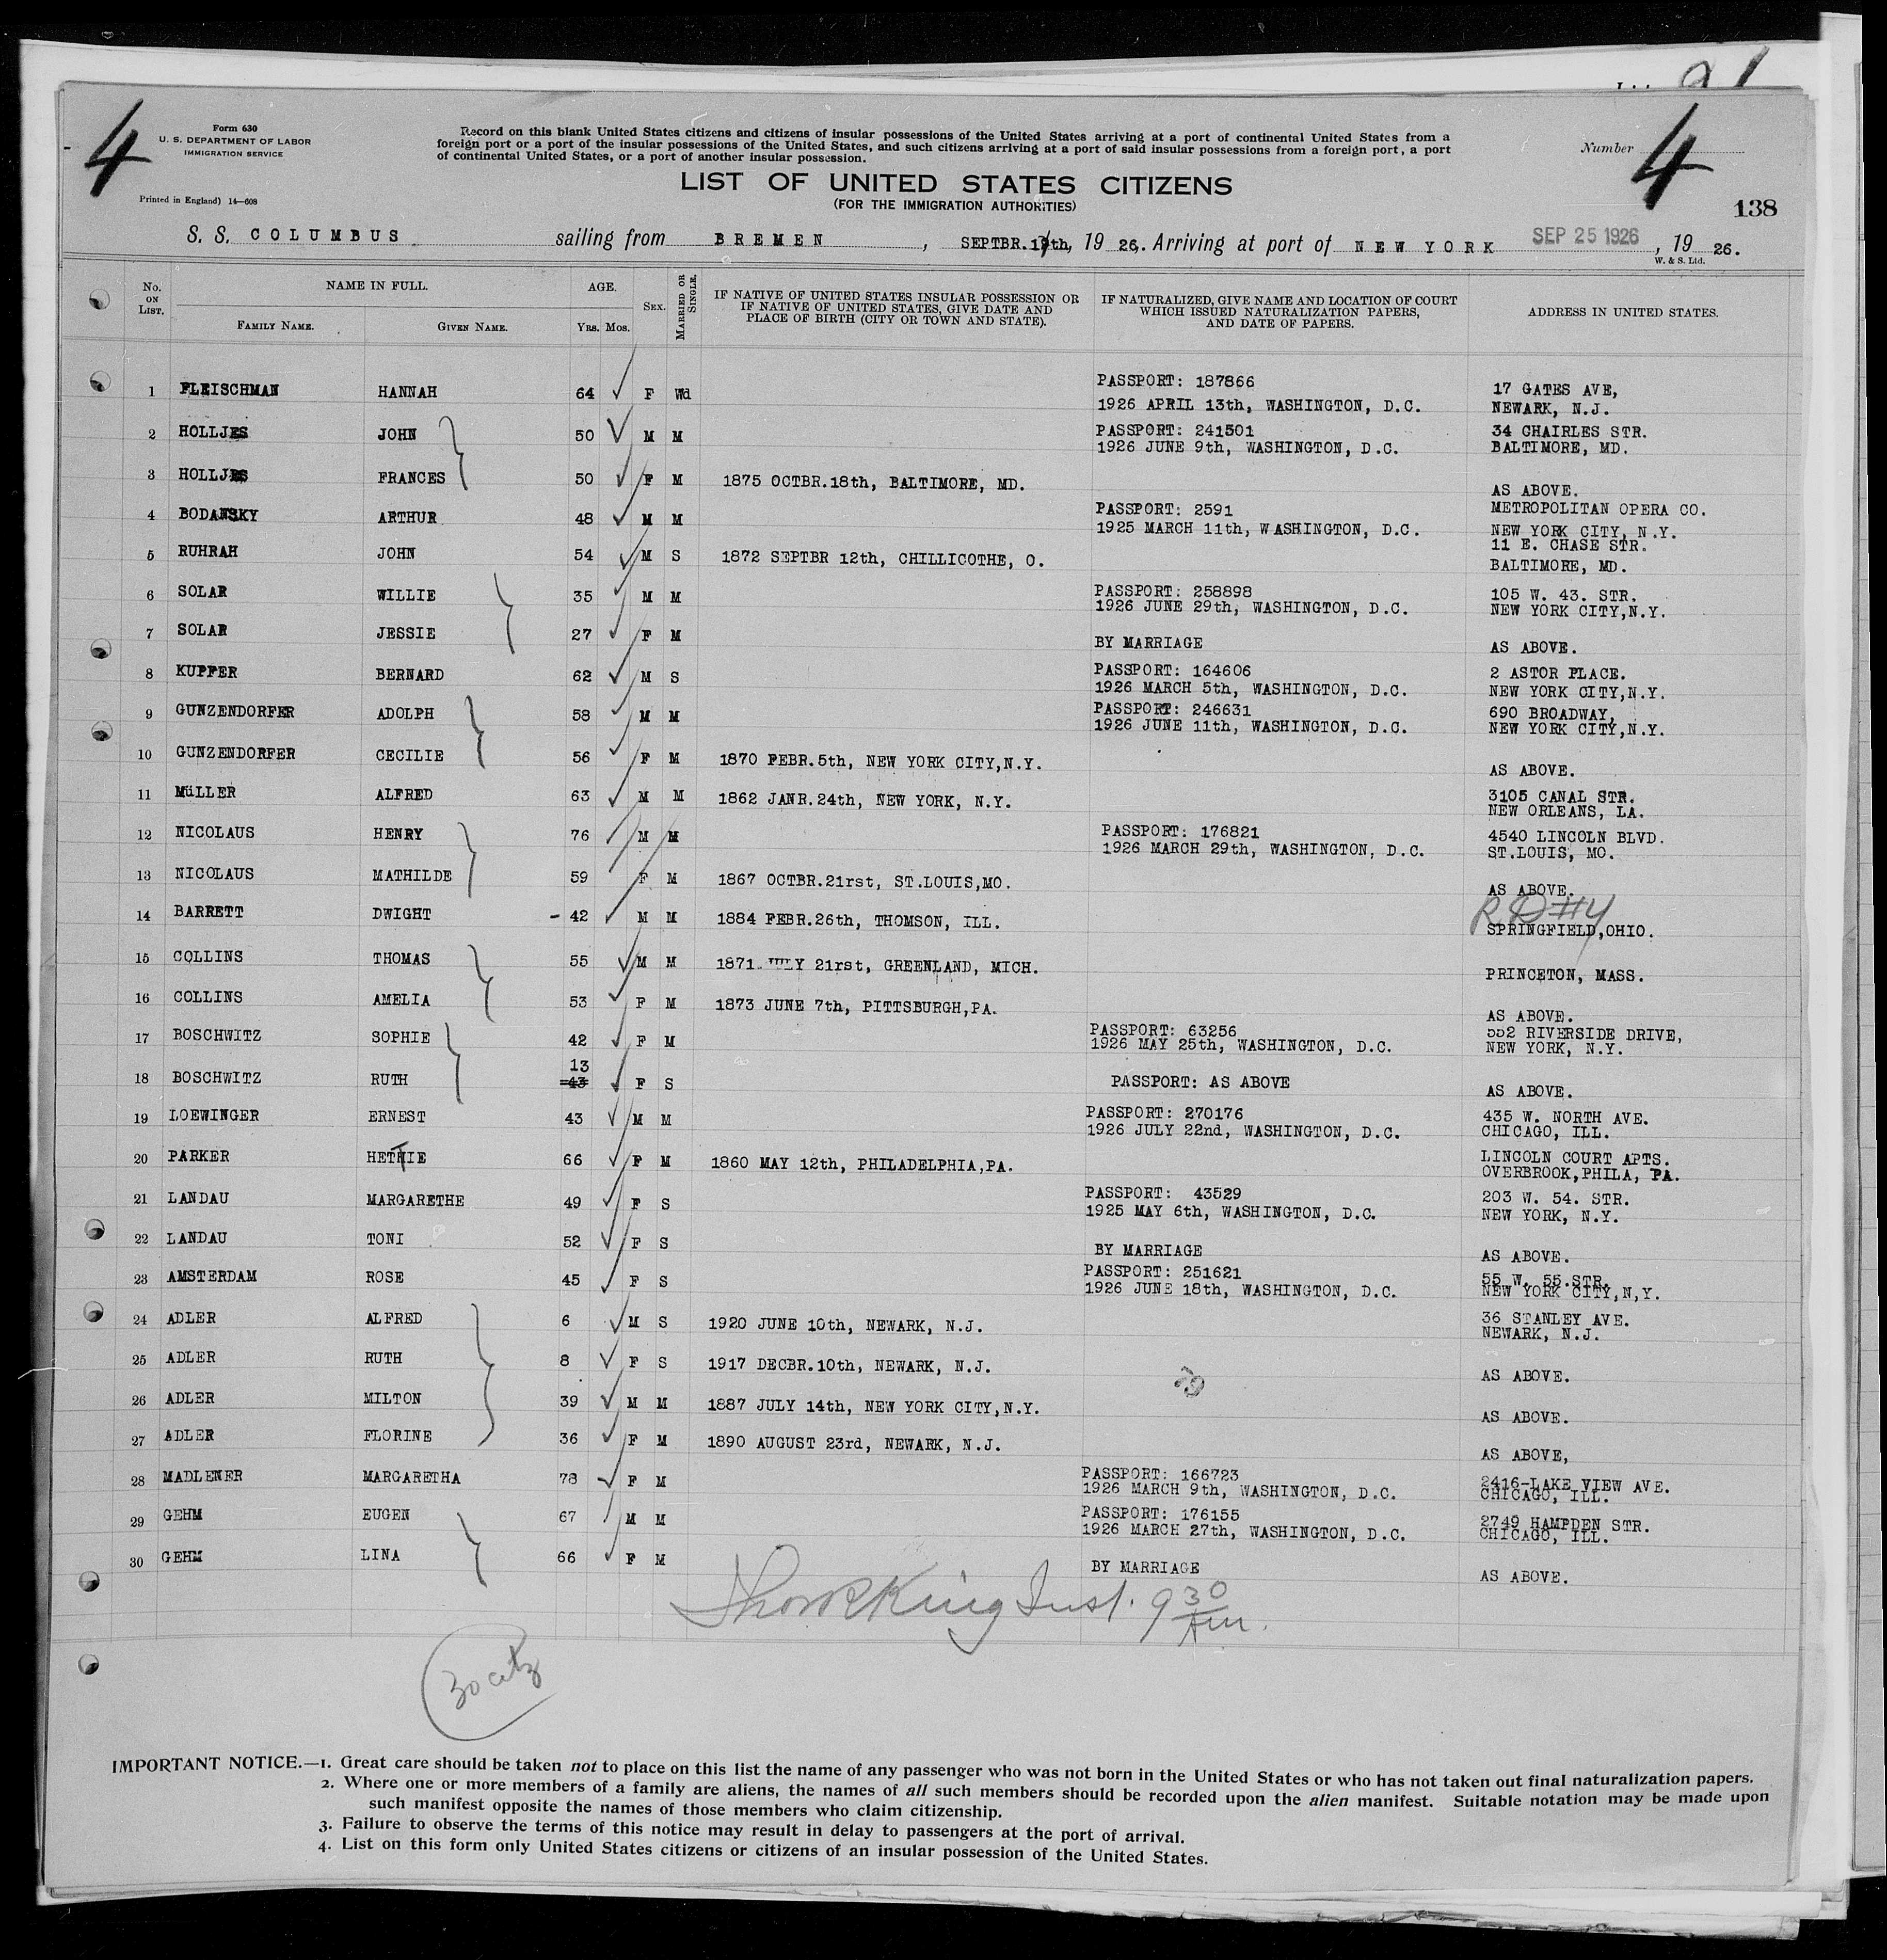 4
Form 630
U. S. DEPARTMENT OF LABOR
IMMIGRATION SERVICE
Printed in England) 14—608
Record on this blank United States citizens and citizens of insular possessions of the United States arriving at a port of continental United States from a
foreign port or a port of the insular possessions of the United States, and such citizens arriving at a port of said insular possessions from a foreign port, a port
of continental United States, or a port of another insular possession.
Number 4
LIST OF UNITED STATES CITIZENS
(FOR THE IMMIGRATION AUTHORITIES)
138
S. S. COLUMBUS sailing from BREMEN, SEPTBR. 17th, 19 26,. Arriving at port of NEW YORK SEP 25 1926, 19 26.
W. & S. Ltd.
No. ON LIST. NAME IN FULL. FAMILY NAME. GIVEN NAME. AGE. YRS. MOS. SEX. MARRIED OR SINGLE. IF NATIVE OF UNITED STATES INSULAR POSSESSION OR IF NATIVE OF UNITED STATES, GIVE DATE AND PLACE OF BIRTH (CITY OR TOWN AND STATE). IF NATURALIZED, GIVE NAME AND LOCATION OF COURT WHICH ISSUED NATURALIZATION PAPERS, AND DATE OF PAPERS. ADDRESS IN UNITED STATES.
1 FLEISCHMAN HANNAH 64 F Wd PASSPORT: 187866 1926 APRIL 13th, WASHINGTON, D.C. 17 GATES AVE, NEWARK, N.J.
2 HOLLJES JOHN 50 M M PASSPORT: 241501 1926 JUNE 9th, WASHINGTON, D.C. 34 CHAIRLES STR. BALTIMORE, MD.
3 HOLLJES FRANCES 50 F M 1875 OCTBR.18th, BALTIMORE, MD. AS ABOVE.
4 BODANSKY ARTHUR 48 M M PASSPORT: 2591 1925 MARCH 11th, WASHINGTON, D.C. METROPOLITAN OPERA CO. NEW YORK CITY, N.Y.
5 RUHRAH JOHN 54 M S 1872 SEPTBR 12th, CHILLICOTHE, O. 11 E. CHASE STR. BALTIMORE, MD.
6 SOLAR WILLIE 35 M M PASSPORT: 258898 1926 JUNE 29th, WASHINGTON, D.C. 105 W. 43. STR. NEW YORK CITY,N.Y.
7 SOLAR JESSIE 27 F M BY MARRIAGE AS ABOVE.
8 KUPFER BERNARD 62 M S PASSPORT: 164606 1926 MARCH 5th, WASHINGTON, D.C. 2 ASTOR PLACE. NEW YORK CITY,N.Y.
9 GUNZENDORFER ADOLPH 58 M M PASSPORT: 246631 1926 JUNE 11th, WASHINGTON, D.C. 690 BROADWAY, NEW YORK CITY,N.Y.
10 GUNZENDORFER CECILIE 56 F M 1870 FEBR.5th, NEW YORK CITY,N.Y. AS ABOVE.
11 MüLLER ALFRED 63 M M 1862 JANR.24th, NEW YORK, N.Y. 3105 CANAL STR. NEW ORLEANS, LA.
12 NICOLAUS HENRY 76 M M PASSPORT: 176821 1926 MARCH 29th, WASHINGTON, D.C. 4540 LINCOLN BLVD. ST.LOUIS, MO.
13 NICOLAUS MATHILDE 59 F M 1867 OCTBR.21rst, ST.LOUIS,MO. AS ABOVE.
14 BARRETT DWIGHT - 42 M M 1884 FEBR.26th, THOMSON, ILL. R D #4 SPRINGFIELD,OHIO.
15 COLLINS THOMAS 55 M M 1871 JULY 21rst, GREENLAND, MICH. PRINCETON, MASS.
16 COLLINS AMELIA 53 F M 1873 JUNE 7th, PITTSBURGH,PA. AS ABOVE.
17 BOSCHWITZ SOPHIE 42 F M PASSPORT: 63256 1926 MAY 25th, WASHINGTON, D.C. 552 RIVERSIDE DRIVE, NEW YORK, N.Y.
18 BOSCHWITZ RUTH 13 43 F S PASSPORT: AS ABOVE AS ABOVE.
19 LOEWINGER ERNEST 43 M M PASSPORT: 270176 1926 JULY 22nd, WASHINGTON, D.C. 435 W. NORTH AVE. CHICAGO, ILL.
20 PARKER HETTIE 66 F M 1860 MAY 12th, PHILADELPHIA,PA. LINCOLN COURT APTS. OVERBROOK,PHILA, PA.
21 LANDAU MARGARETHE 49 F S PASSPORT: 43529 1925 MAY 6th, WASHINGTON, D.C. 203 W. 54. STR. NEW YORK, N.Y.
22 LANDAU TONI 52 F S BY MARRIAGE AS ABOVE.
23 AMSTERDAM ROSE 45 F S PASSPORT: 251621 1926 JUNE 18th, WASHINGTON, D.C. 55 W. 55.STR. NEW YORK CITY,N,Y.
24 ADLER ALFRED 6 M S 1920 JUNE 10th, NEWARK, N.J. 36 STANLEY AVE. NEWARK, N.J.
25 ADLER RUTH 8 F S 1917 DECBR.10th, NEWARK, N.J. AS ABOVE.
26 ADLER MILTON 39 M M 1887 JULY 14th, NEW YORK CITY,N.Y. AS ABOVE.
27 ADLER FLORINE 36 F M 1890 AUGUST 23rd, NEWARK, N.J. AS ABOVE,
28 MADLENER MARGARETHA 78 F M PASSPORT: 166723 1926 MARCH 9th, WASHINGTON, D.C. 2416-LAKE VIEW AVE. CHICAGO, ILL.
29 GEHM EUGEN 67 M M PASSPORT: 176155 1926 MARCH 27th, WASHINGTON, D.C. 2749 HAMPDEN STR. CHICAGO, ILL.
30 GEHM LINA 66 F M BY MARRIAGE AS ABOVE.
King Insp. 9 30 Am.
30 citz
IMPORTANT NOTICE.—1. Great care should be taken not to place on this list the name of any passenger who was not born in the United States or who has not taken out final naturalization papers.
2. Where one or more members of a family are aliens, the names of all such members should be recorded upon the alien manifest. Suitable notation may be made upon
such manifest opposite the names of those members who claim citizenship.
3. Failure to observe the terms of this notice may result in delay to passengers at the port of arrival.
4. List on this form only United States citizens or citizens of an insular possession of the United States.